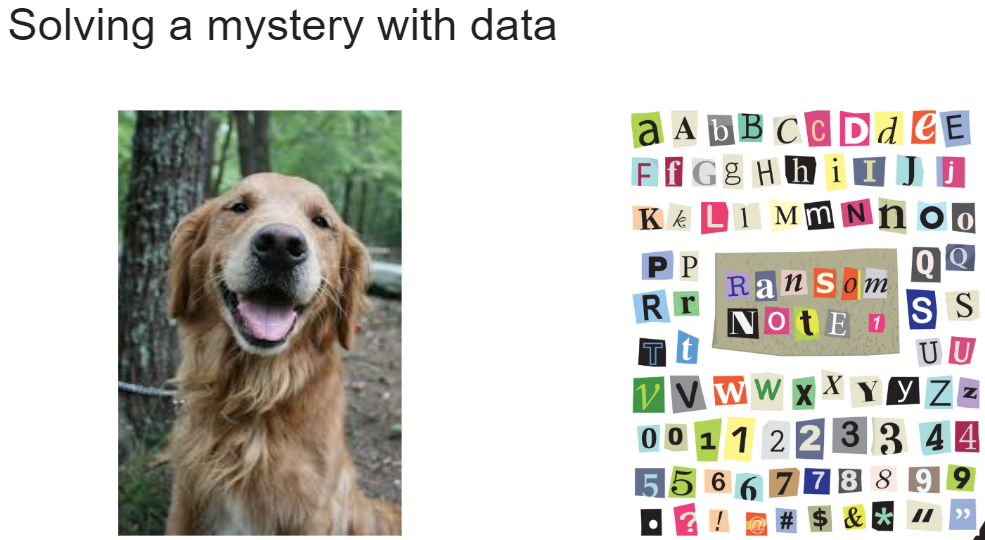 Solving a mystery with data
a A b B C C D d e E
F f G g H h i I J j
K k L l M m N n o o
P P Q Q
Ransom
R r S S
NOtE 1
T t U U
V V W W X X Y y Z z
0 0 1 1 2 2 3 3 4 4
5 5 6 6 7 7 8 8 9 9
. ? ! @ # $ & * “ ”